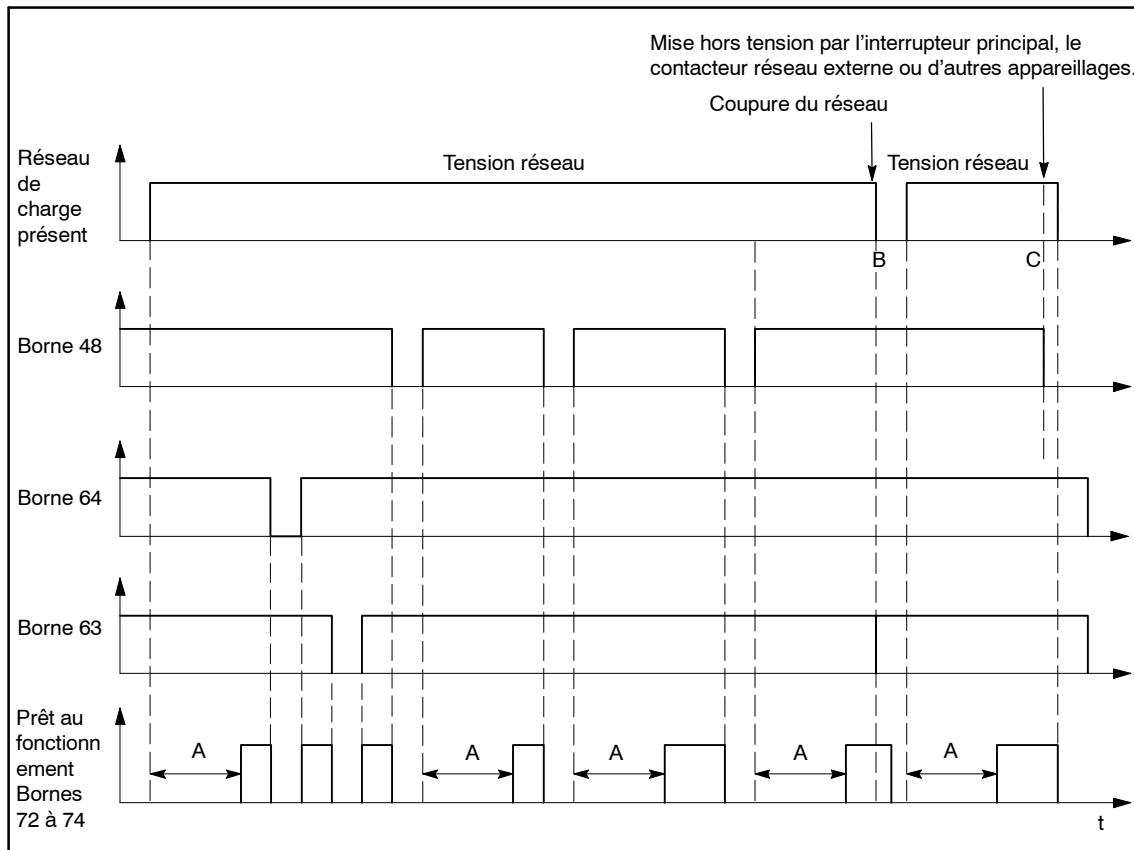 Mise hors tension par l'interrupteur principal, le
contacteur réseau externe ou d'autres appareillages.
Coupure du réseau
Réseau
de
charge
présent
Tension réseau
Tension réseau
B
C
Borne 48
Borne 64
Borne 63
Prêt au
fonctionn
ement
Bornes
72 à 74
A
A
A
A
A
t